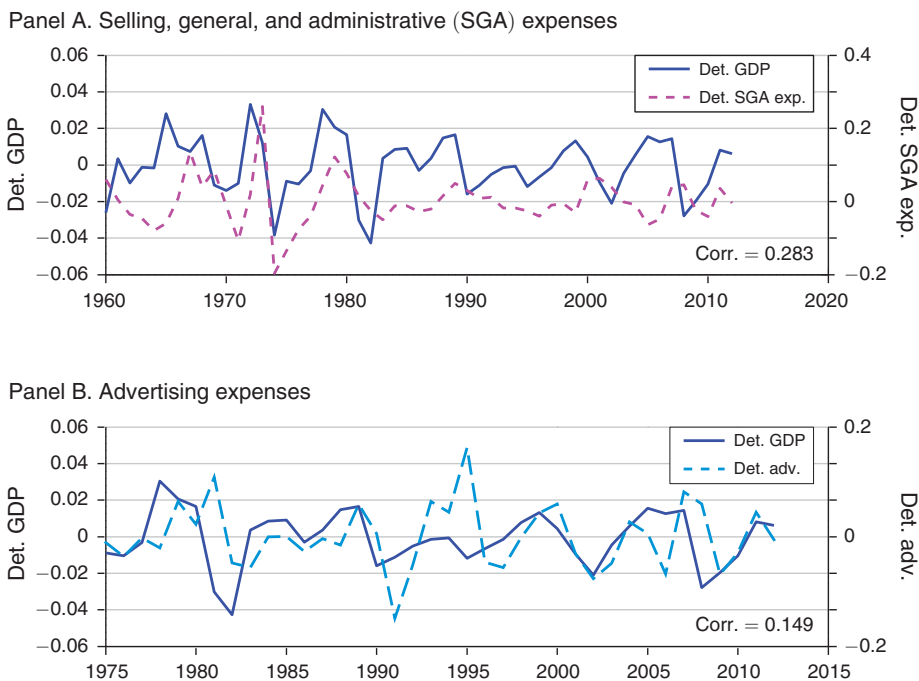 Panel A. Selling, general, and administrative (SGA) expenses
0.06
0.04
0.02
0
−0.02
−0.04
−0.06
Det. GDP
0.4
0.2
0
−0.2
Det. SGA exp.
Det. GDP
Det. SGA exp.
Corr. = 0.283
1960 1970 1980 1990 2000 2010 2020
Panel B. Advertising expenses
0.06
0.04
0.02
0
−0.02
−0.04
−0.06
Det. GDP
0.2
0
−0.2
Det. adv.
Det. GDP
Det. adv.
Corr. = 0.149
1975 1980 1985 1990 1995 2000 2005 2010 2015